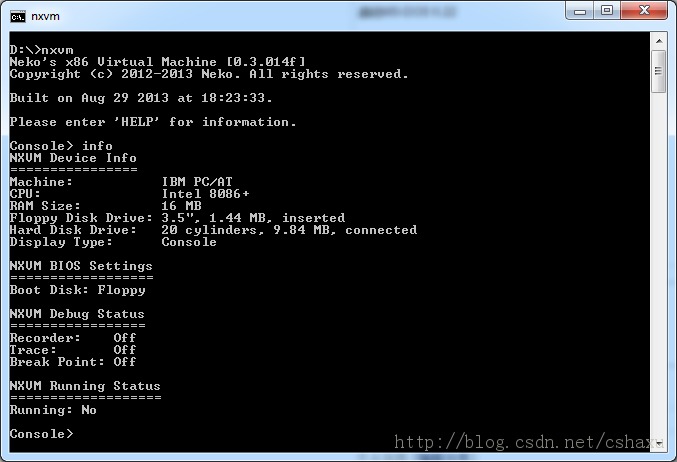 nxvm
D:\>nxvm
Neko's x86 Virtual Machine [0.3.014f]
Copyright (c) 2012-2013 Neko. All rights reserved.
Built on Aug 29 2013 at 18:23:33.
Please enter 'HELP' for information.
Console> info
NXVM Device Info
================
Machine: IBM PC/AT
CPU: Intel 8086+
RAM Size: 16 MB
Floppy Disk Drive: 3.5", 1.44 MB, inserted
Hard Disk Drive: 20 cylinders, 9.84 MB, connected
Display Type: Console
NXVM BIOS Settings
==================
Boot Disk: Floppy
NXVM Debug Status
=================
Recorder: Off
Trace: Off
Break Point: Off
NXVM Running Status
===================
Running: No
Console>
http://blog.csdn.net/cshaxu